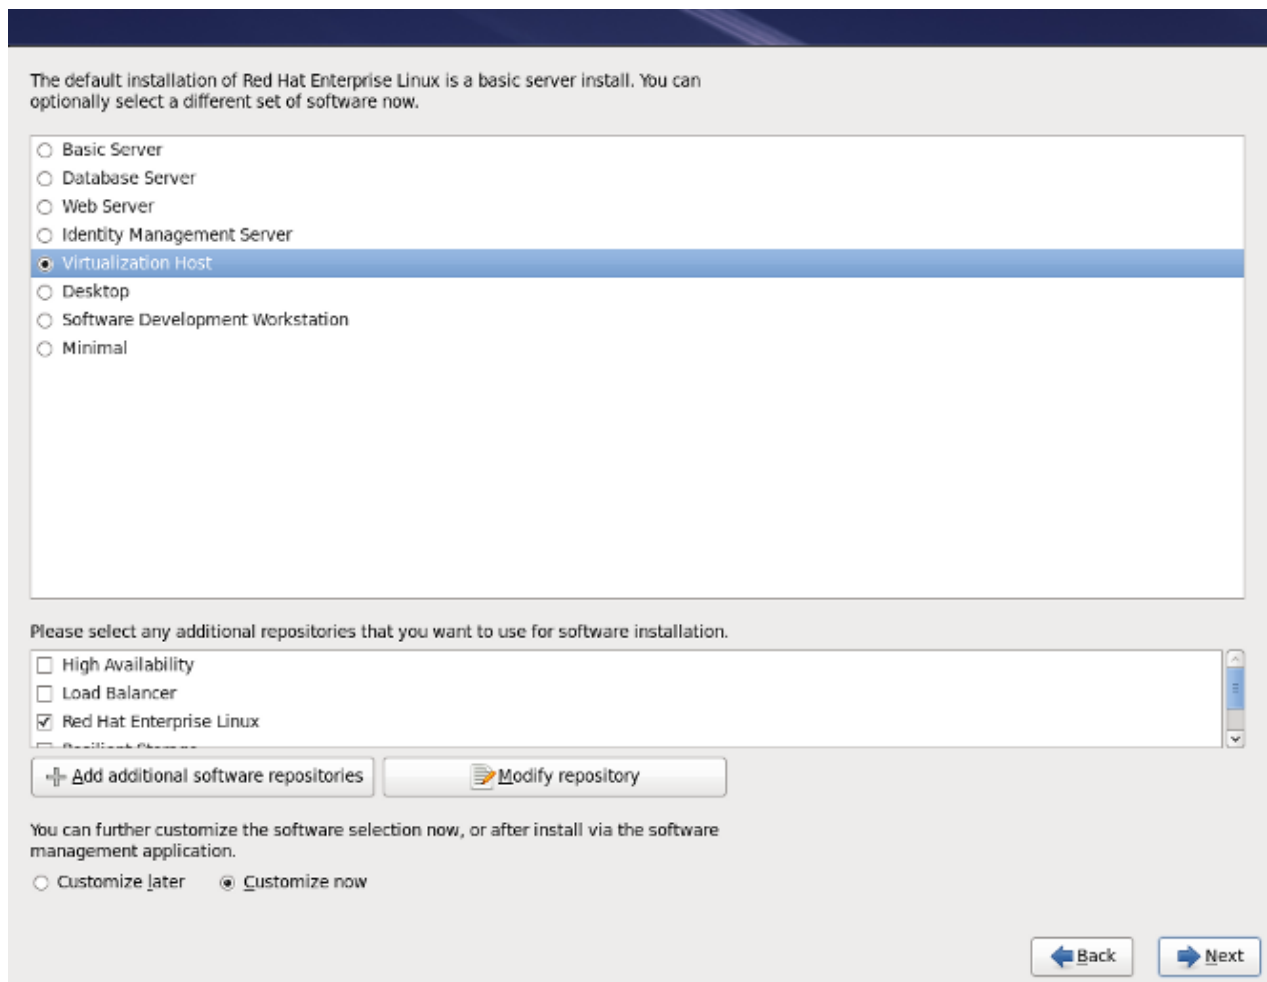 The default installation of Red Hat Enterprise Linux is a basic server install. You can
optionally select a different set of software now.
Basic Server
Database Server
Web Server
Identity Management Server
Virtualization Host
Desktop
Software Development Workstation
Minimal
Please select any additional repositories that you want to use for software installation.
High Availability
Load Balancer
Red Hat Enterprise Linux
Resilient Storage
Add additional software repositories
Modify repository
You can further customize the software selection now, or after install via the software
management application.
Customize later
Customize now
Back
Next